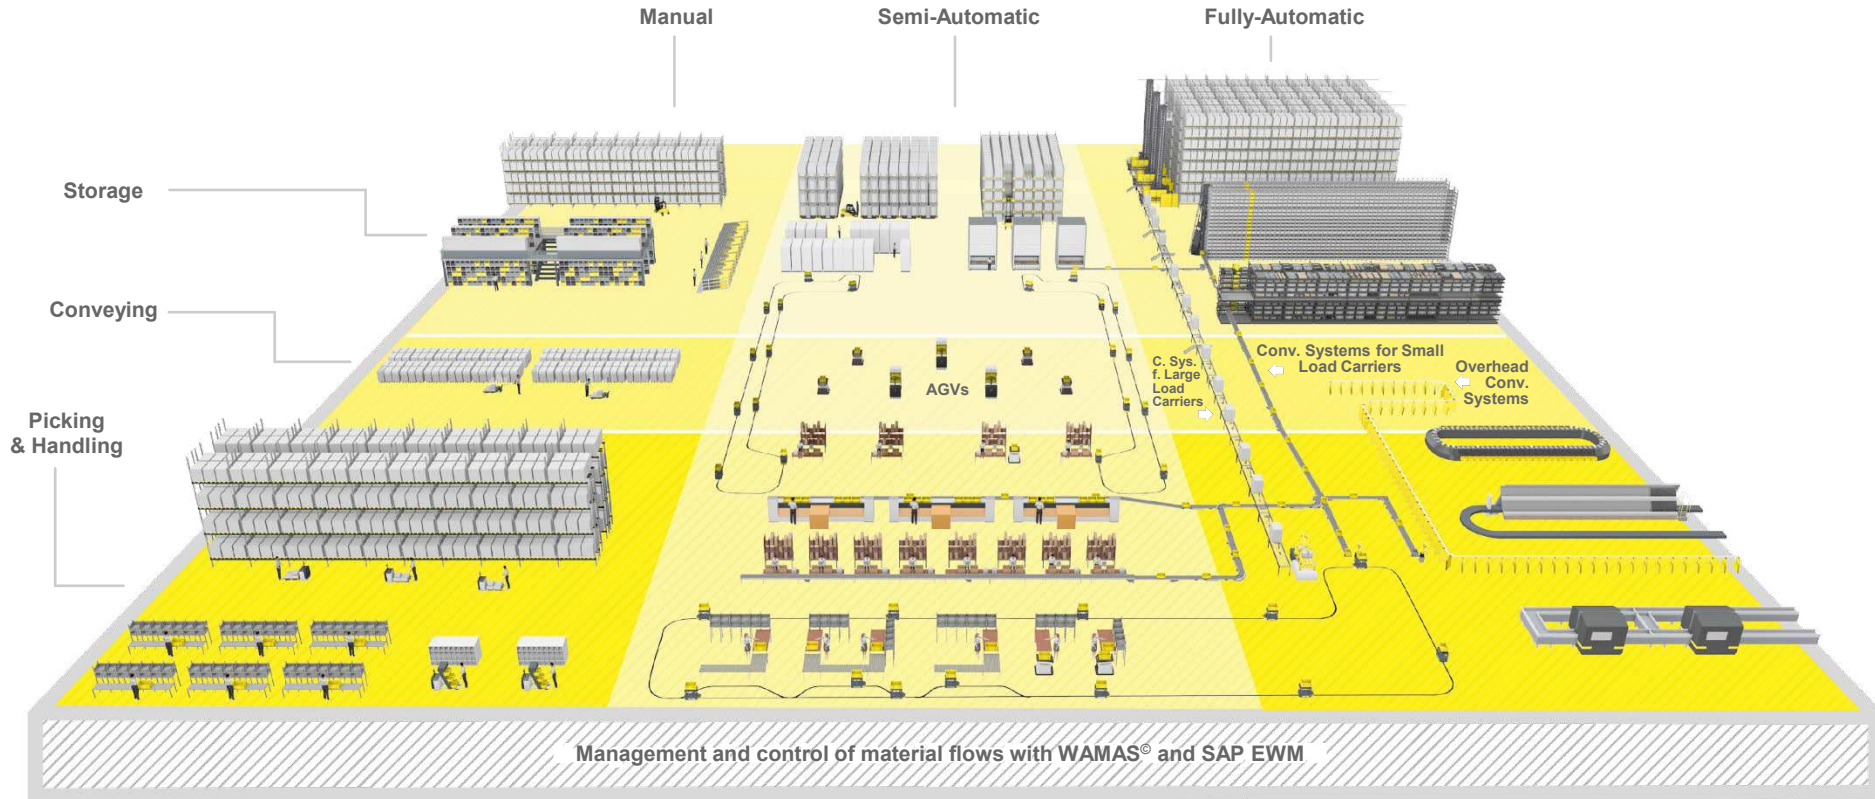 Manual
Semi-Automatic
Fully-Automatic
Storage
Conveying
Picking
& Handling
AGVs
C. Sys.
f. Large
Load
Carriers
Conv. Systems for Small
Load Carriers
Overhead
Conv.
Systems
Management and control of material flows with WAMAS© and SAP EWM